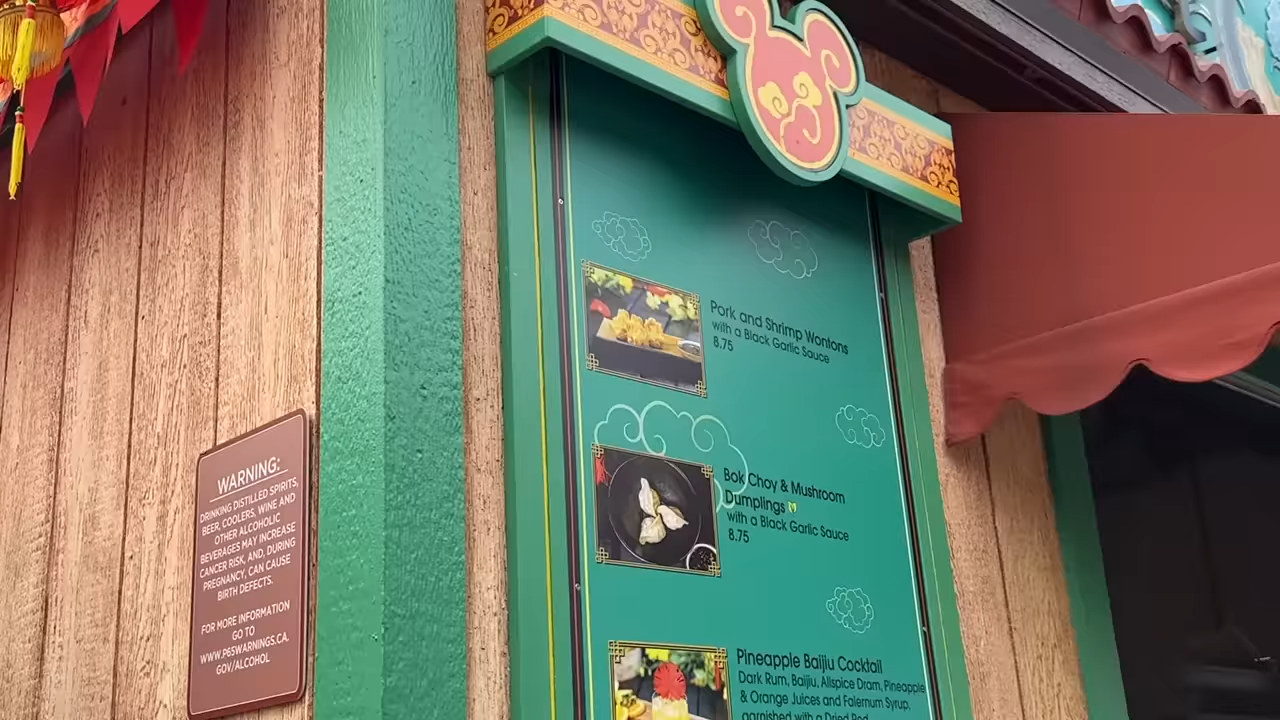 WARNING:
DRINKING DISTILLED SPIRITS,
BEER, COOLERS, WINE AND
OTHER ALCOHOLIC
BEVERAGES MAY INCREASE
CANCER RISK, AND, DURING
PREGNANCY, CAN CAUSE
BIRTH DEFECTS.
FOR MORE INFORMATION
GO TO
WWW.P65WARNINGS.CA.
GOV/ALCOHOL
Pork and Shrimp Wontons
with a Black Garlic Sauce
8.75
Bok Choy & Mushroom
Dumplings
with a Black Garlic Sauce
8.75
Pineapple Baijiu Cocktail
Dark Rum, Baijiu, Allspice Dram, Pineapple
& Orange Juices and Falernum Syrup,
garnished with a Dried Red